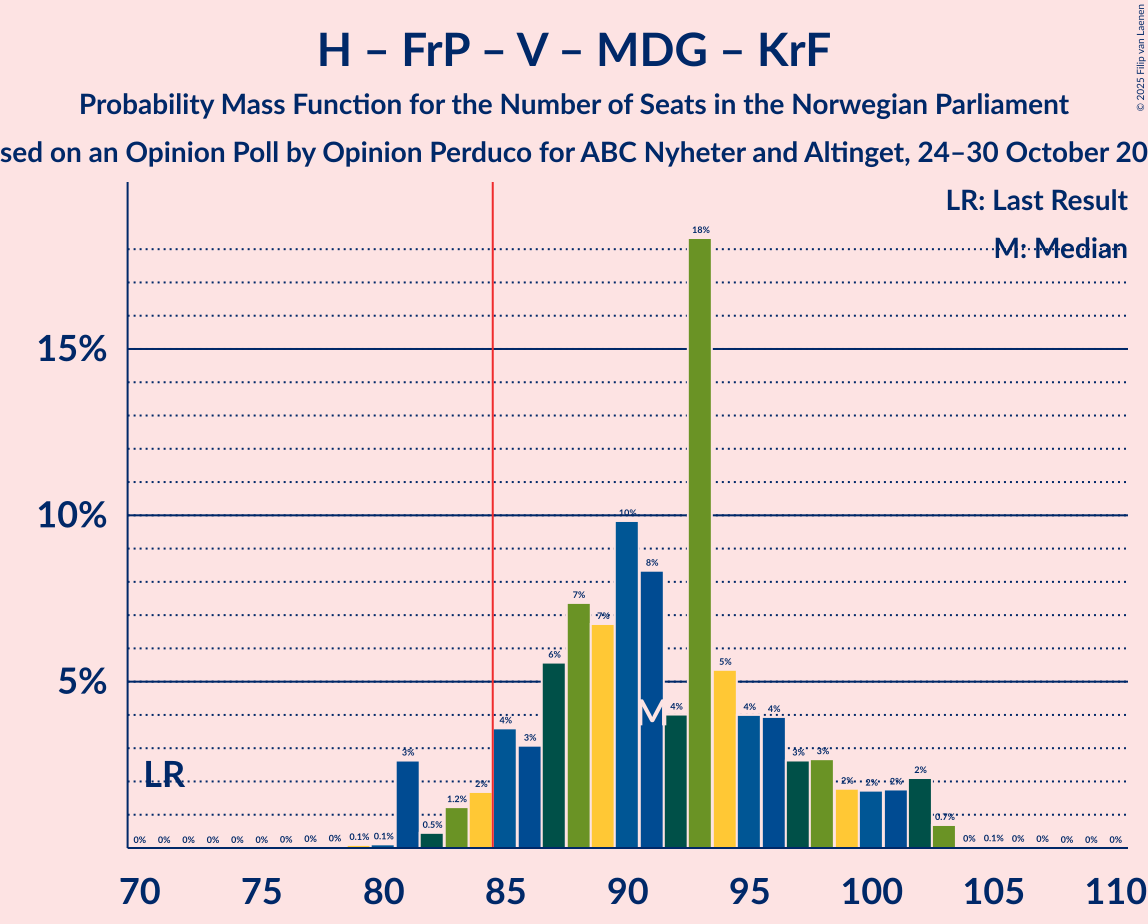 H – FrP – V – MDG – KrF
Probability Mass Function for the Number of Seats in the Norwegian Parliament
sed on an Opinion Poll by Opinion Perduco for ABC Nyheter and Altinget, 24–30 October 20
© 2025 Filip van Laenen
LR: Last Result
M: Median
15%
10%
5%
LR
M
0% 0% 0% 0% 0% 0% 0% 0% 0% 0.1% 0.1% 3% 0.5% 1.2% 2% 4% 3% 6% 7% 7% 10% 8% 4% 18% 5% 4% 4% 3% 3% 2% 2% 2% 2% 0.7% 0% 0.1% 0% 0% 0% 0% 0%
70 75 80 85 90 95 100 105 110